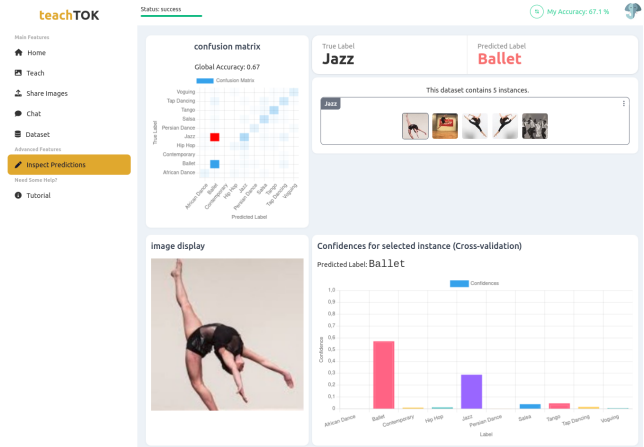 teachTOK
Status: success
My Accuracy: 67.1 %
Main Features
Home
Teach
Share Images
Chat
Dataset
Advanced Features
Inspect Predictions
Need Some Help?
Tutorial
confusion matrix
Global Accuracy: 0.67
Confusion Matrix
True Label
Voguing
Tap Dancing
Tango
Salsa
Persian Dance
Jazz
Hip Hop
Contemporary
Ballet
African Dance
African Dance
Ballet
Contemporary
Hip Hop
Jazz
Persian Dance
Salsa
Tango
Tap Dancing
Voguing
Predicted Label
True Label
Jazz
Predicted Label
Ballet
This dataset contains 5 instances.
Jazz
image display
Confidences for selected instance (Cross-validation)
Predicted Label: Ballet
Confidences
Confidence
1,0
0,9
0,8
0,7
0,6
0,5
0,4
0,3
0,2
0,1
0
African Dance
Ballet
Contemporary
Hip Hop
Jazz
Persian Dance
Salsa
Tango
Tap Dancing
Voguing
Label